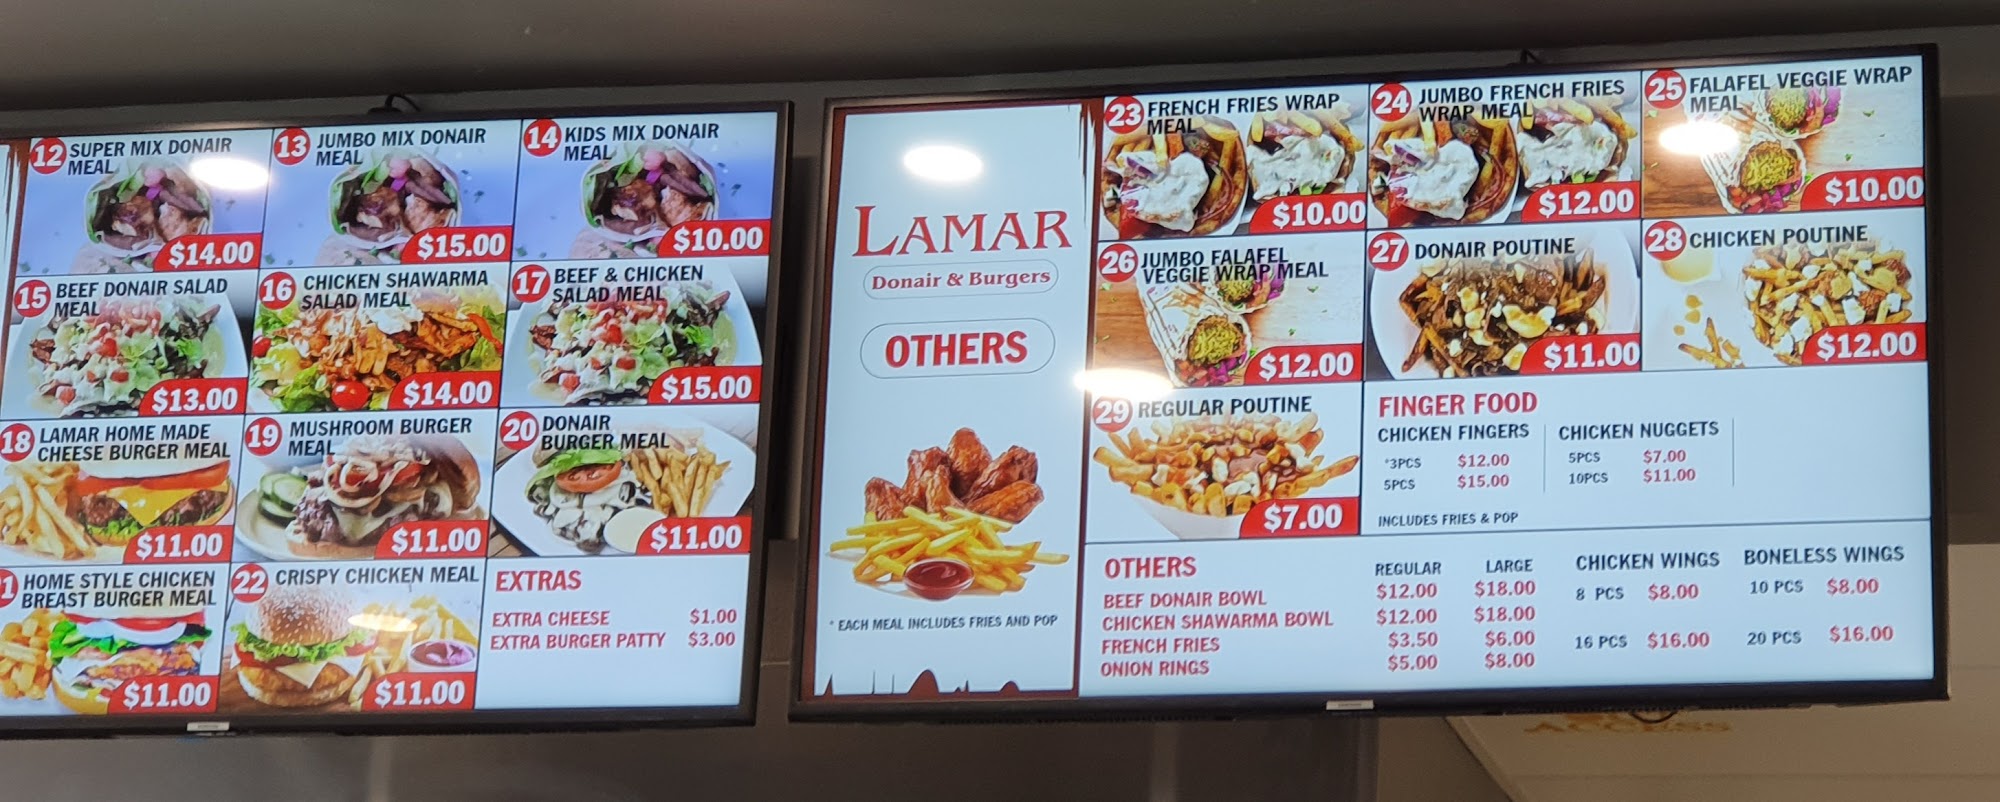 12 SUPER MIX DONAIR
MEAL
$14.00
13 JUMBO MIX DONAIR
MEAL
$15.00
14 KIDS MIX DONAIR
MEAL
$10.00
15 BEEF DONAIR SALAD
MEAL
$13.00
16 CHICKEN SHAWARMA
SALAD MEAL
$14.00
17 BEEF & CHICKEN
SALAD MEAL
$15.00
18 LAMAR HOME MADE
CHEESE BURGER MEAL
$11.00
19 MUSHROOM BURGER
MEAL
$11.00
20 DONAIR
BURGER MEAL
$11.00
1 HOME STYLE CHICKEN
BREAST BURGER MEAL
$11.00
22 CRISPY CHICKEN MEAL
$11.00
EXTRAS
EXTRA CHEESE $1.00
EXTRA BURGER PATTY $3.00
LAMAR
Donair & Burgers
OTHERS
* EACH MEAL INCLUDES FRIES AND POP
23 FRENCH FRIES WRAP
MEAL
$10.00
24 JUMBO FRENCH FRIES
WRAP MEAL
$12.00
25 FALAFEL VEGGIE WRAP
MEAL
$10.00
26 JUMBO FALAFEL
VEGGIE WRAP MEAL
$12.00
27 DONAIR POUTINE
$11.00
28 CHICKEN POUTINE
$12.00
29 REGULAR POUTINE
$7.00
FINGER FOOD
CHICKEN FINGERS
*3PCS $12.00
5PCS $15.00
CHICKEN NUGGETS
5PCS $7.00
10PCS $11.00
INCLUDES FRIES & POP
OTHERS REGULAR LARGE
BEEF DONAIR BOWL $12.00 $18.00
CHICKEN SHAWARMA BOWL $12.00 $18.00
FRENCH FRIES $3.50 $6.00
ONION RINGS $5.00 $8.00
CHICKEN WINGS
8 PCS $8.00
16 PCS $16.00
BONELESS WINGS
10 PCS $8.00
20 PCS $16.00
ACCESS